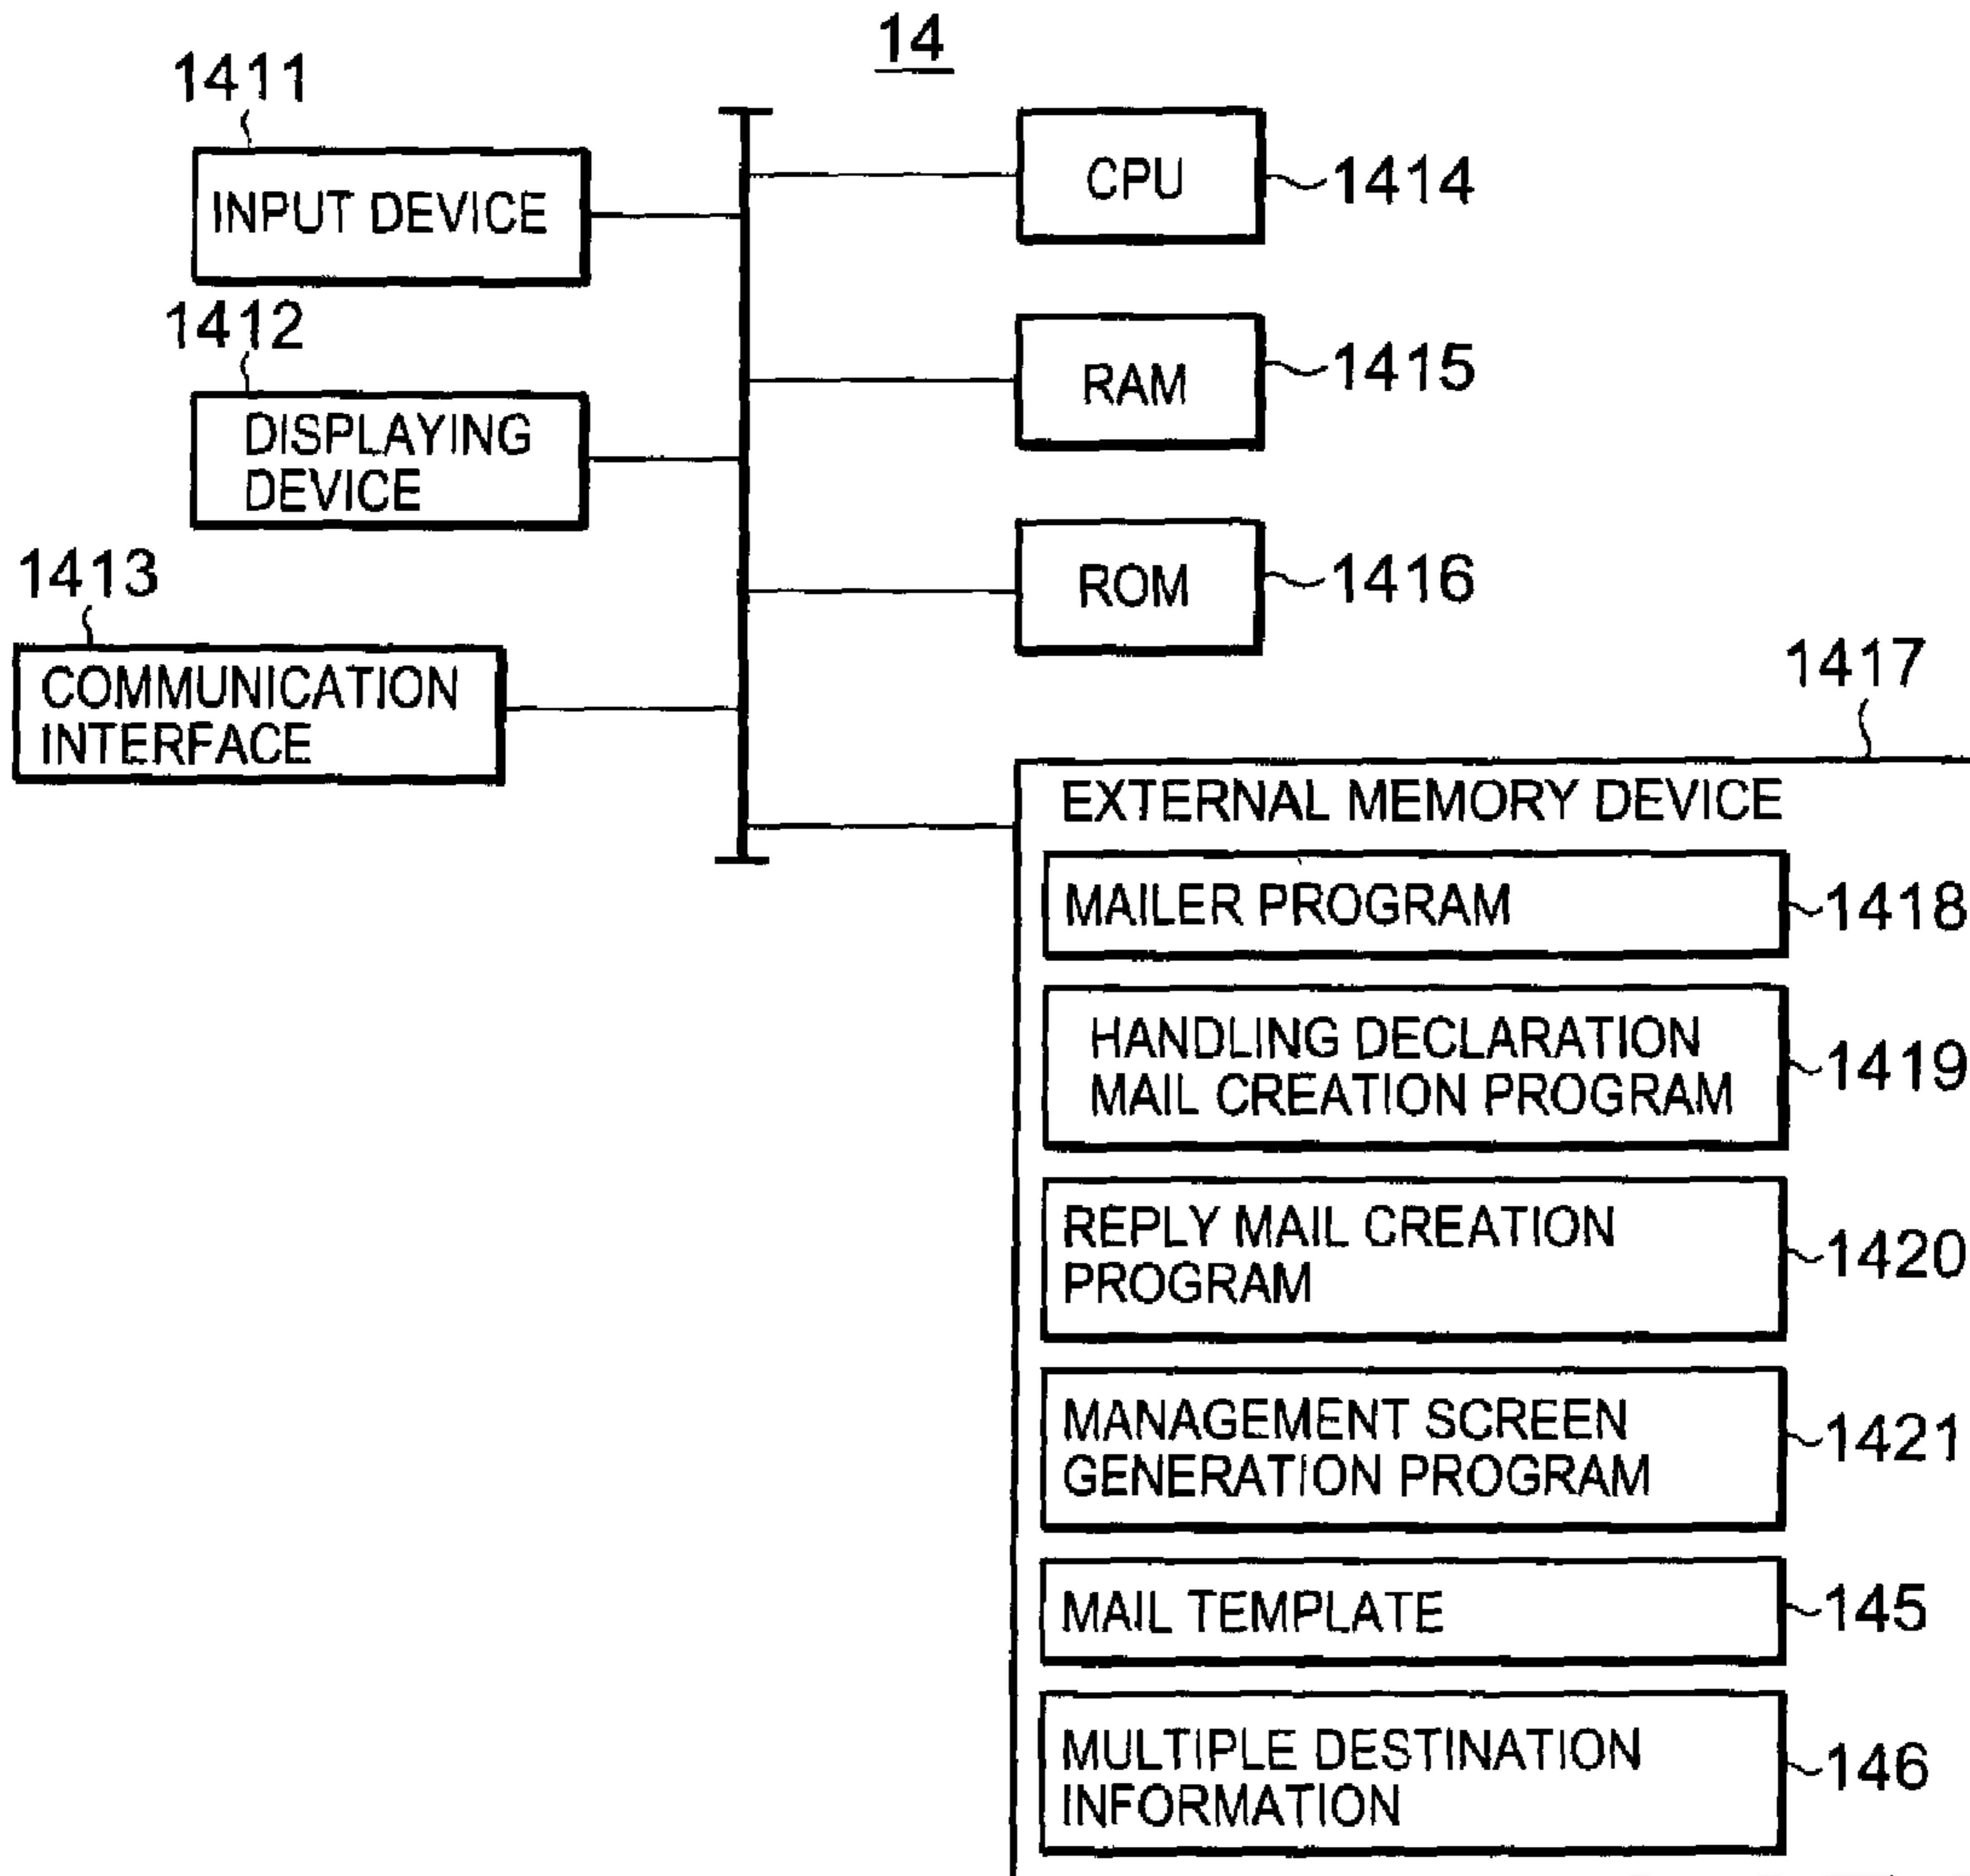 14
1411
INPUT DEVICE
1412
DISPLAYING
DEVICE
1413
COMMUNICATION
INTERFACE
CPU
1414
RAM
1415
ROM
1416
1417
EXTERNAL MEMORY DEVICE
MAILER PROGRAM
1418
HANDLING DECLARATION
MAIL CREATION PROGRAM
1419
REPLY MAIL CREATION
PROGRAM
1420
MANAGEMENT SCREEN
GENERATION PROGRAM
1421
MAIL TEMPLATE
145
MULTIPLE DESTINATION
INFORMATION
146